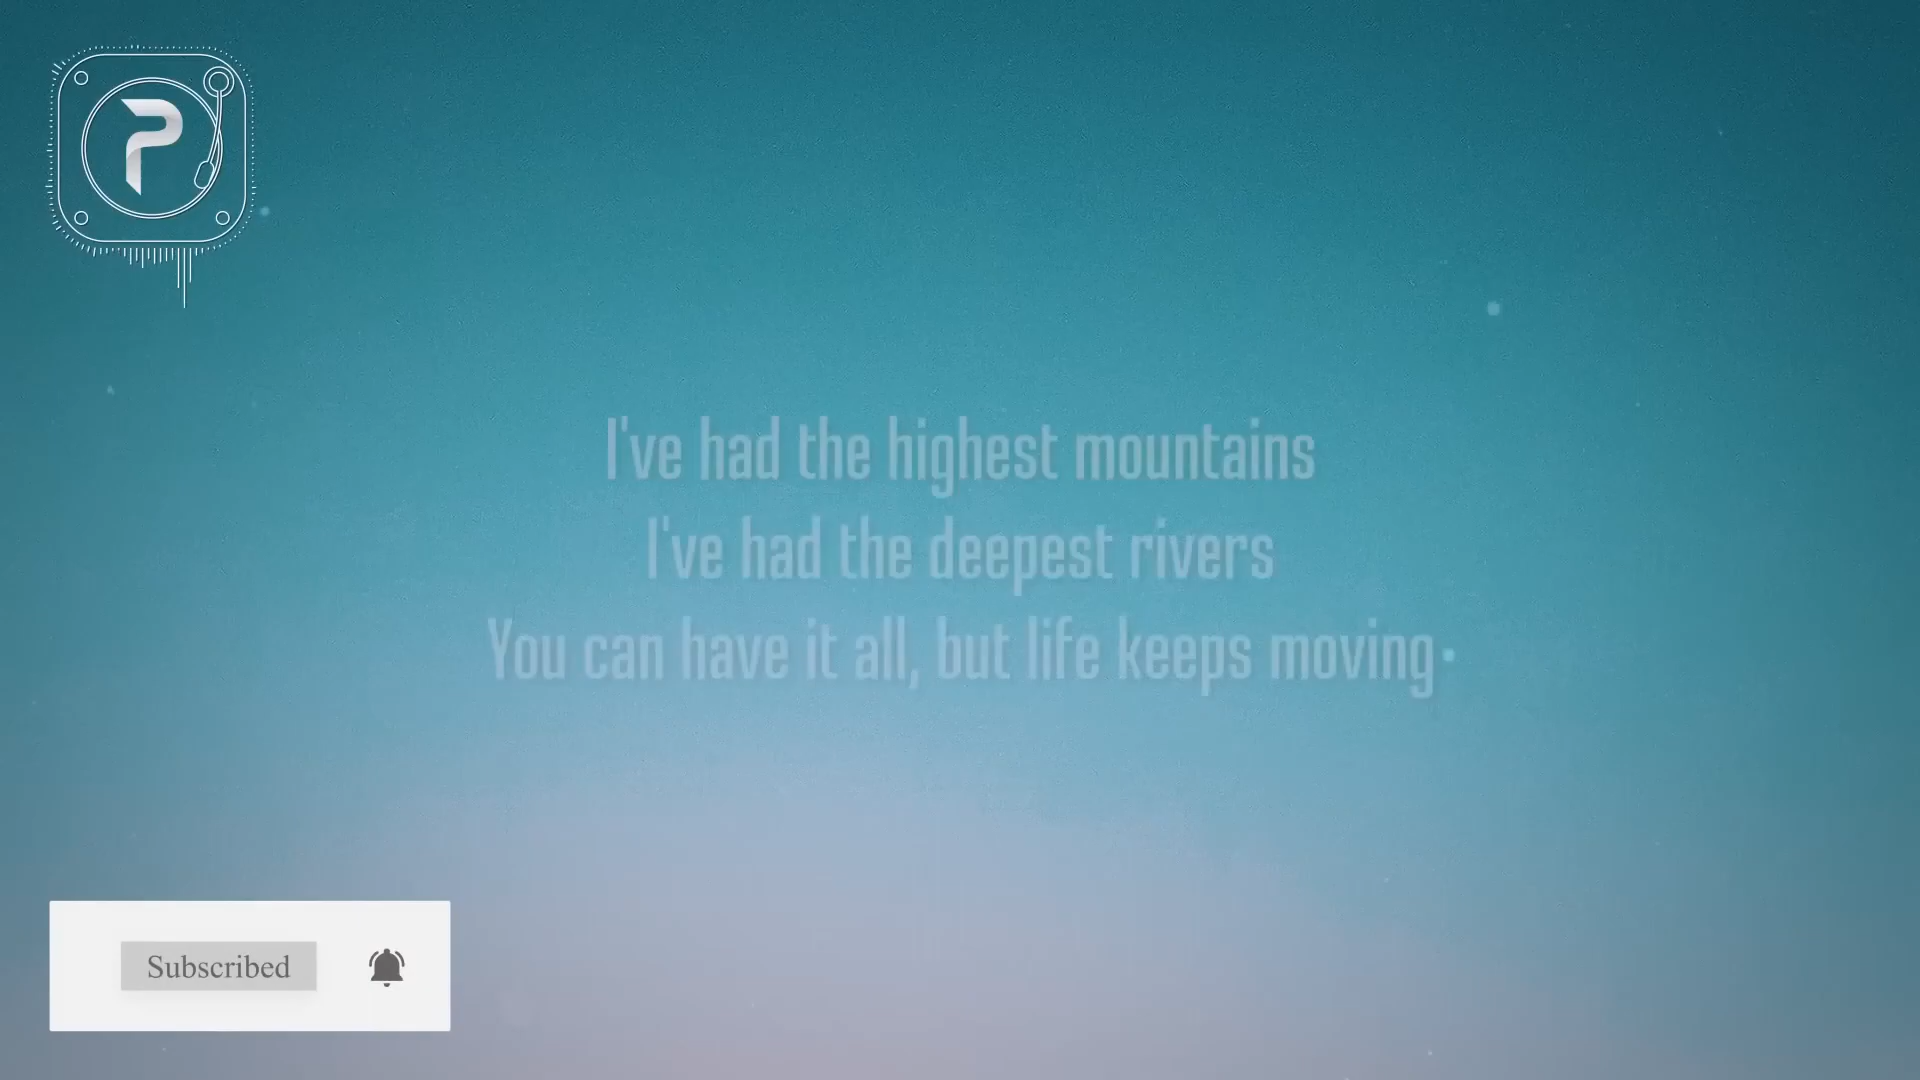 P
I've had the highest mountains
I've had the deepest rivers
You can have it all, but life keeps moving
Subscribed